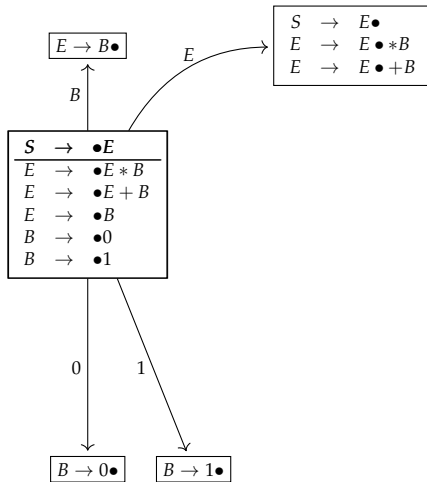 S → E●
E → E● ∗B
E → E● +B
E → B●
E
B
S → ●E
E → ●E ∗ B
E → ●E + B
E → ●B
B → ●0
B → ●1
0
1
B → 0●
B → 1●